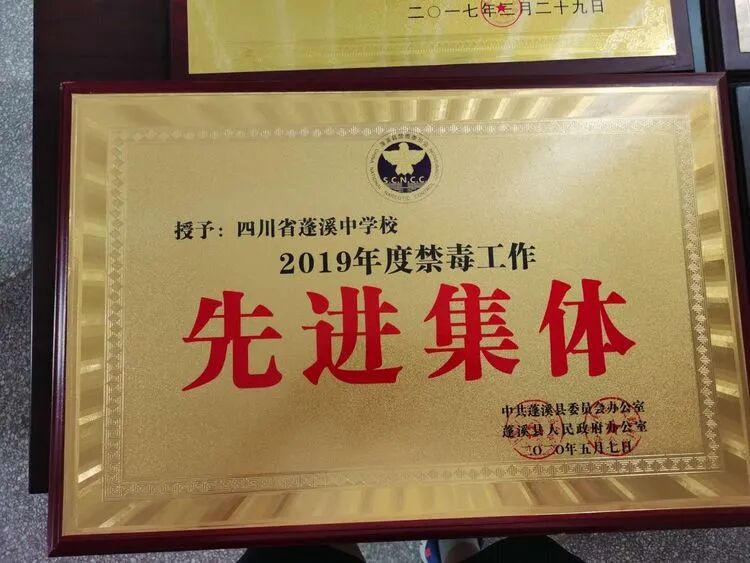 二〇一七年三月二十九日
SCNCC
授予：四川省蓬溪中学校
2019年度禁毒工作
先进集体
中共蓬溪县委员会办公室
蓬溪县人民政府办公室
二〇二〇年五月七日